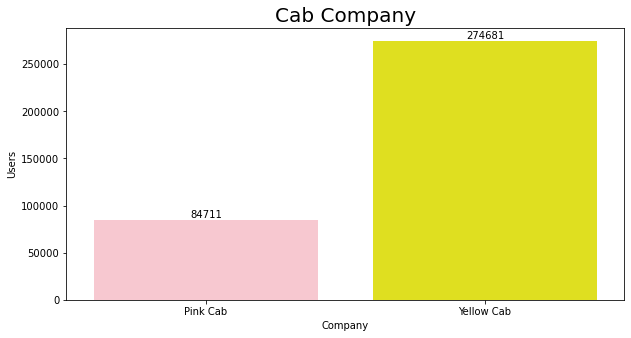 Cab Company
274681
250000
200000
Users
150000
100000
84711
50000
0
Pink Cab
Yellow Cab
Company